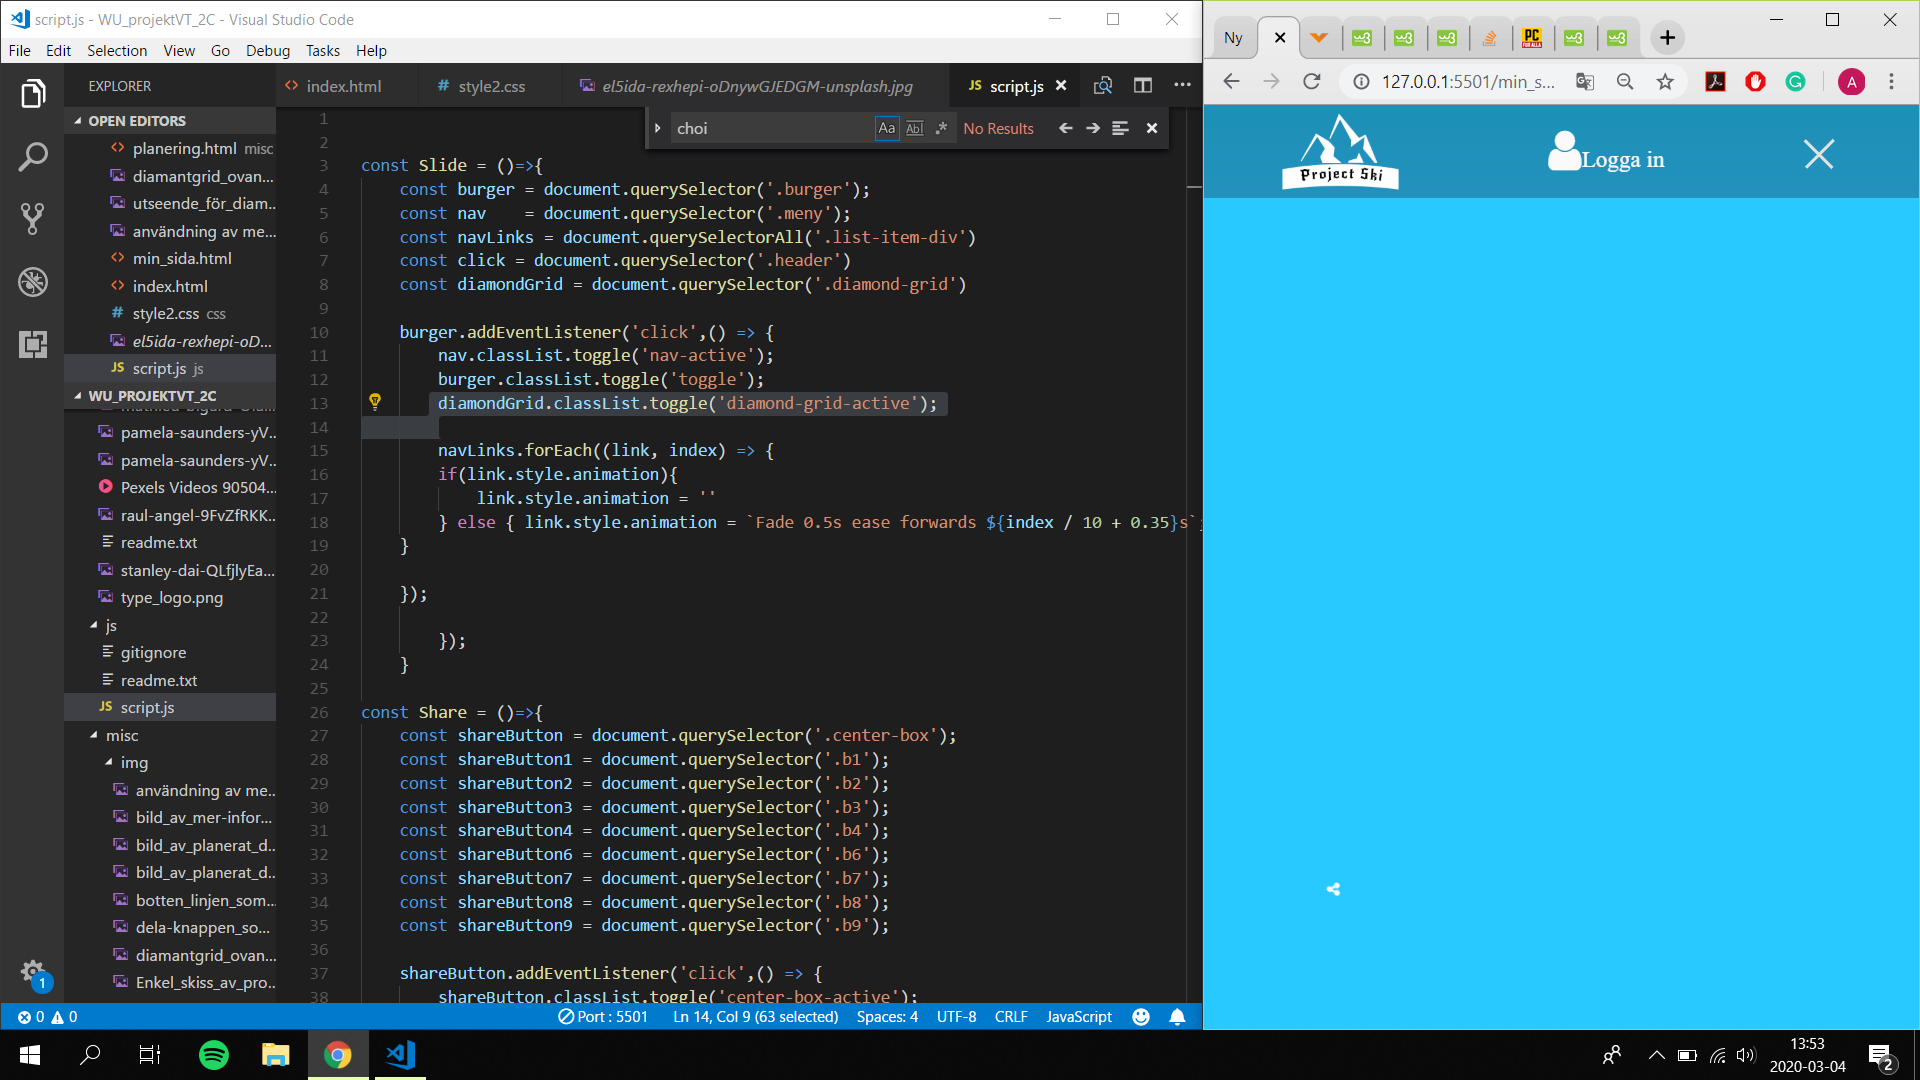 script.js - WU_projektVT_2C - Visual Studio Code
File Edit Selection View Go Debug Tasks Help
EXPLORER
OPEN EDITORS
planering.html misc
diamantgrid_ovan...
utseende_för_diam...
användning av me...
min_sida.html
index.html
style2.css css
el5ida-rexhepi-oD...
script.js js
WU_PROJEKTVT_2C
pamela-saunders-yV...
pamela-saunders-yV...
Pexels Videos 90504...
raul-angel-9FvZfRKK...
readme.txt
stanley-dai-QLfjlyEa...
type_logo.png
js
gitignore
readme.txt
script.js
misc
img
användning av me...
bild_av_mer-infor...
bild_av_planerat_d...
bild_av_planerat_d...
botten_linjen_som...
dela-knappen_so...
diamantgrid_ovan...
Enkel_skiss_av_pro...
1
index.html style2.css el5ida-rexhepi-oDnywGJEDGM-unsplash.jpg script.js
choi Aa Abl .* No Results
1
2
3 const Slide = ()=>{
4 const burger = document.querySelector('.burger');
5 const nav = document.querySelector('.meny');
6 const navLinks = document.querySelectorAll('.list-item-div')
7 const click = document.querySelector('.header')
8 const diamondGrid = document.querySelector('.diamond-grid')
9
10 burger.addEventListener('click',() => {
11 nav.classList.toggle('nav-active');
12 burger.classList.toggle('toggle');
13 diamondGrid.classList.toggle('diamond-grid-active');
14
15 navLinks.forEach((link, index) => {
16 if(link.style.animation){
17 link.style.animation = ''
18 } else { link.style.animation = `Fade 0.5s ease forwards ${index / 10 + 0.35}s`;
19 }
20
21 });
22
23 });
24 }
25
26 const Share = ()=>{
27 const shareButton = document.querySelector('.center-box');
28 const shareButton1 = document.querySelector('.b1');
29 const shareButton2 = document.querySelector('.b2');
30 const shareButton3 = document.querySelector('.b3');
31 const shareButton4 = document.querySelector('.b4');
32 const shareButton6 = document.querySelector('.b6');
33 const shareButton7 = document.querySelector('.b7');
34 const shareButton8 = document.querySelector('.b8');
35 const shareButton9 = document.querySelector('.b9');
36
37 shareButton.addEventListener('click',() => {
38 shareButton.classList.toggle('center-box-active');
0 0 Port : 5501 Ln 14, Col 9 (63 selected) Spaces: 4 UTF-8 CRLF JavaScript
Ny
127.0.0.1:5501/min_s... A
Project Ski
Logga in
13:53
2020-03-04
2